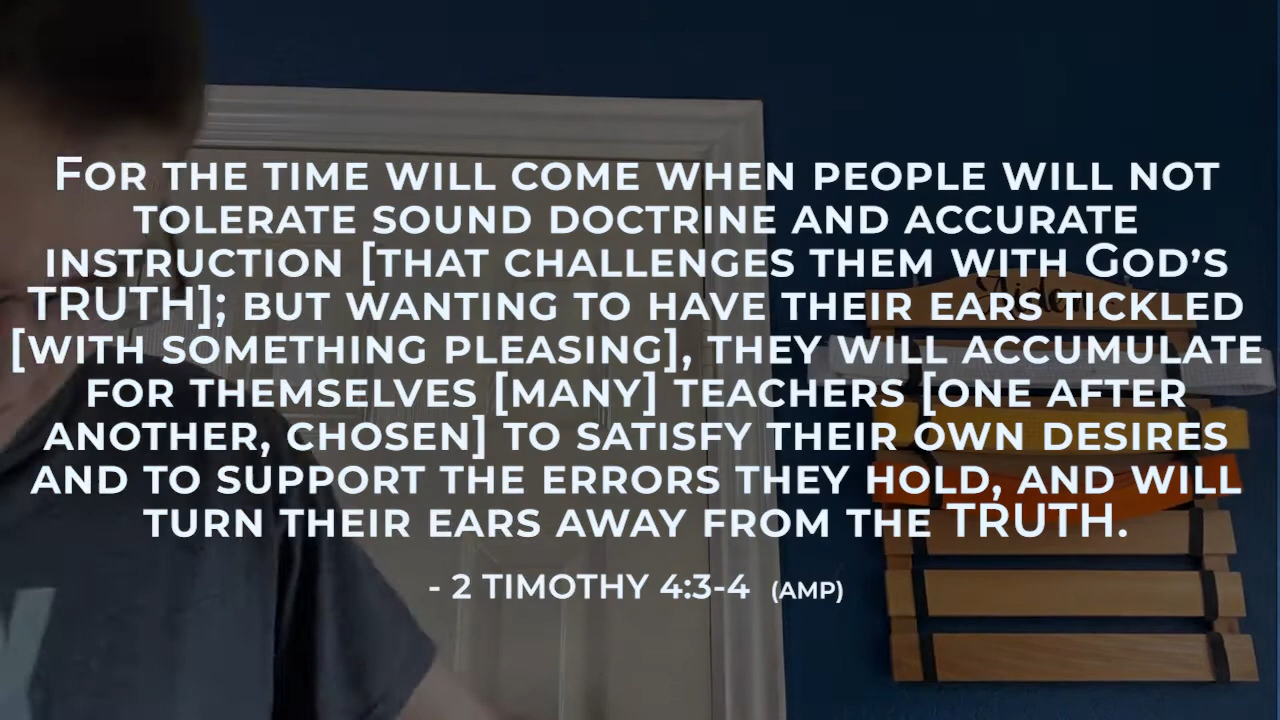 For the time will come when people will not
tolerate sound doctrine and accurate
instruction [that challenges them with God’s
TRUTH]; but wanting to have their ears tickled
[with something pleasing], they will accumulate
for themselves [many] teachers [one after
another, chosen] to satisfy their own desires
and to support the errors they hold, and will
turn their ears away from the TRUTH.
- 2 TIMOTHY 4:3-4 (AMP)
Aiden